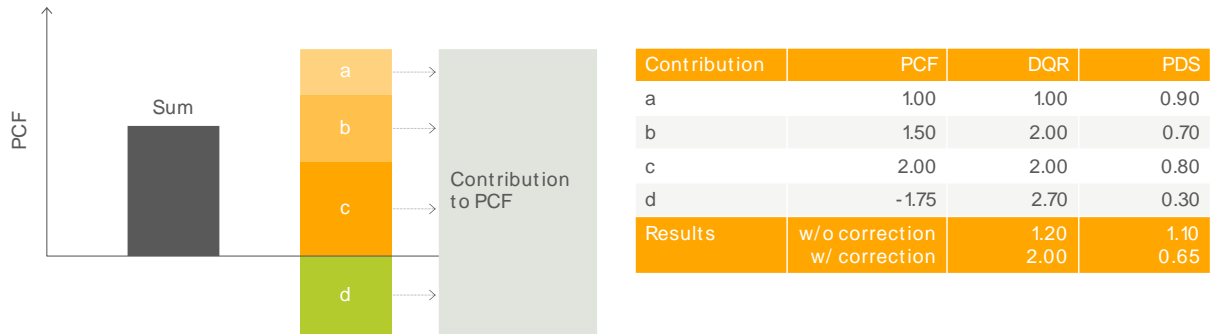 PCF
Sum
a
b
c
d
Contribution
to PCF
Contribution PCF DQR PDS
a 1.00 1.00 0.90
b 1.50 2.00 0.70
c 2.00 2.00 0.80
d -1.75 2.70 0.30
Results w/o correction 1.20 1.10
w/ correction 2.00 0.65